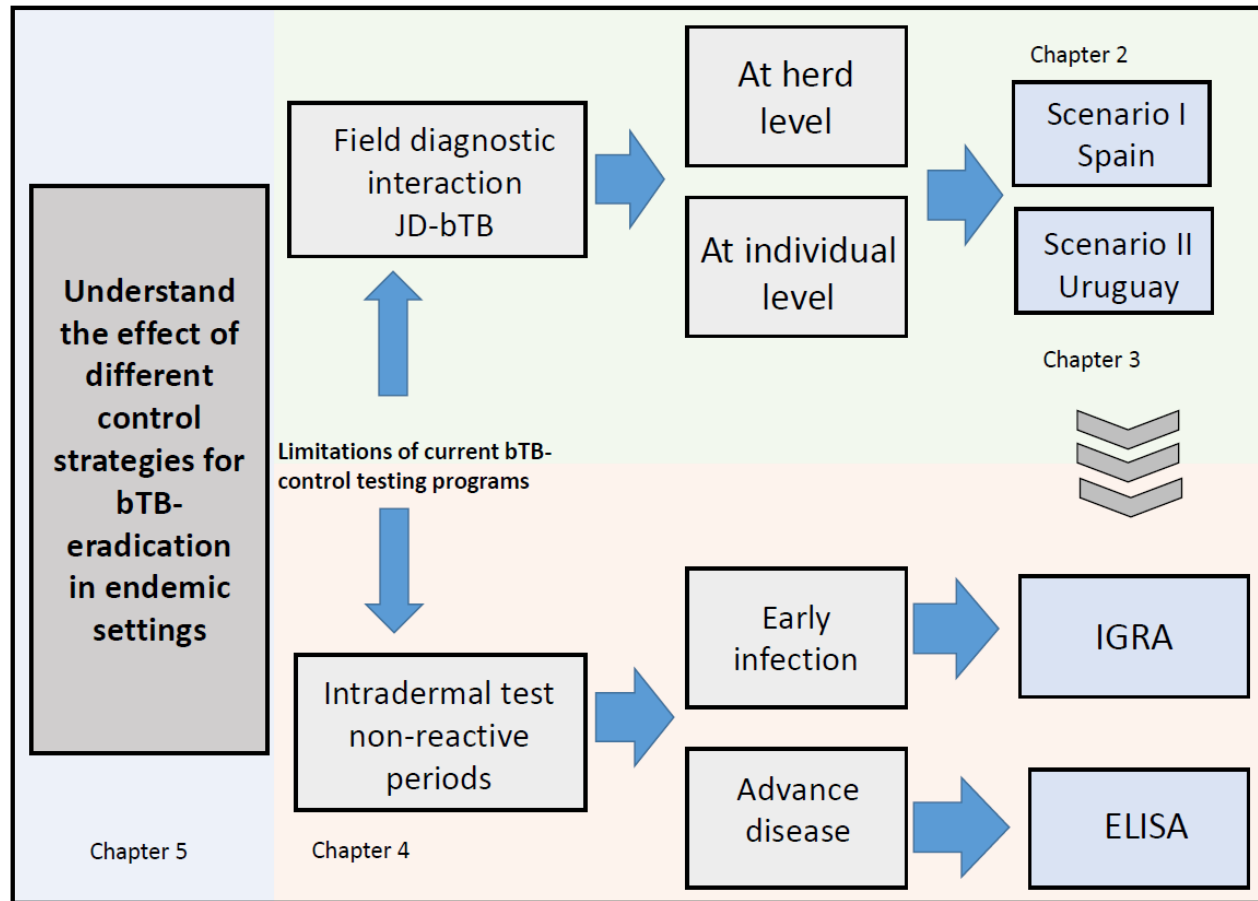 Understand
the effect of
different
control
strategies for
bTB-
eradication
in endemic
settings
Chapter 5
Field diagnostic
interaction
JD-bTB
At herd
level
At individual
level
Chapter 2
Scenario I
Spain
Scenario II
Uruguay
Chapter 3
Limitations of current bTB-
control testing programs
Intradermal test
non-reactive
periods
Chapter 4
Early
infection
IGRA
Advance
disease
ELISA